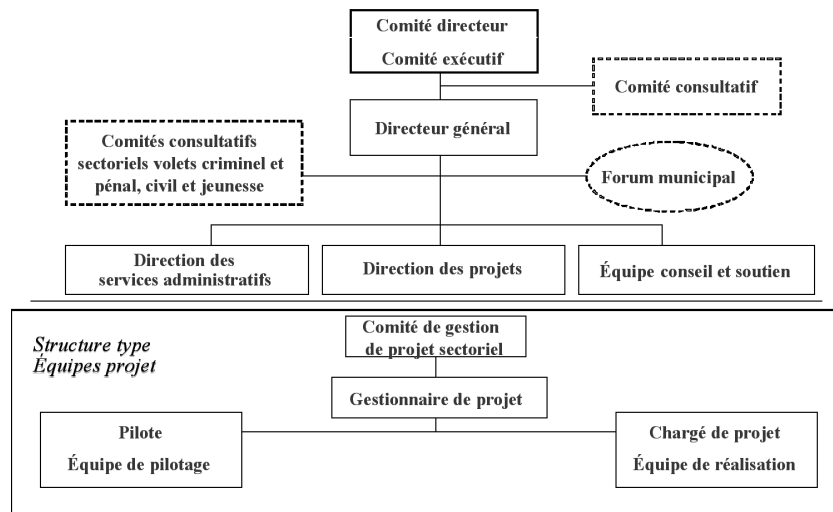 Comité directeur
Comité exécutif
Comité consultatif
Directeur général
Comités consultatifs
sectoriels volets criminel et
pénal, civil et jeunesse
Forum municipal
Direction des
services administratifs
Direction des projets
Équipe conseil et soutien
Structure type
Équipes projet
Comité de gestion
de projet sectoriel
Gestionnaire de projet
Pilote
Équipe de pilotage
Chargé de projet
Équipe de réalisation